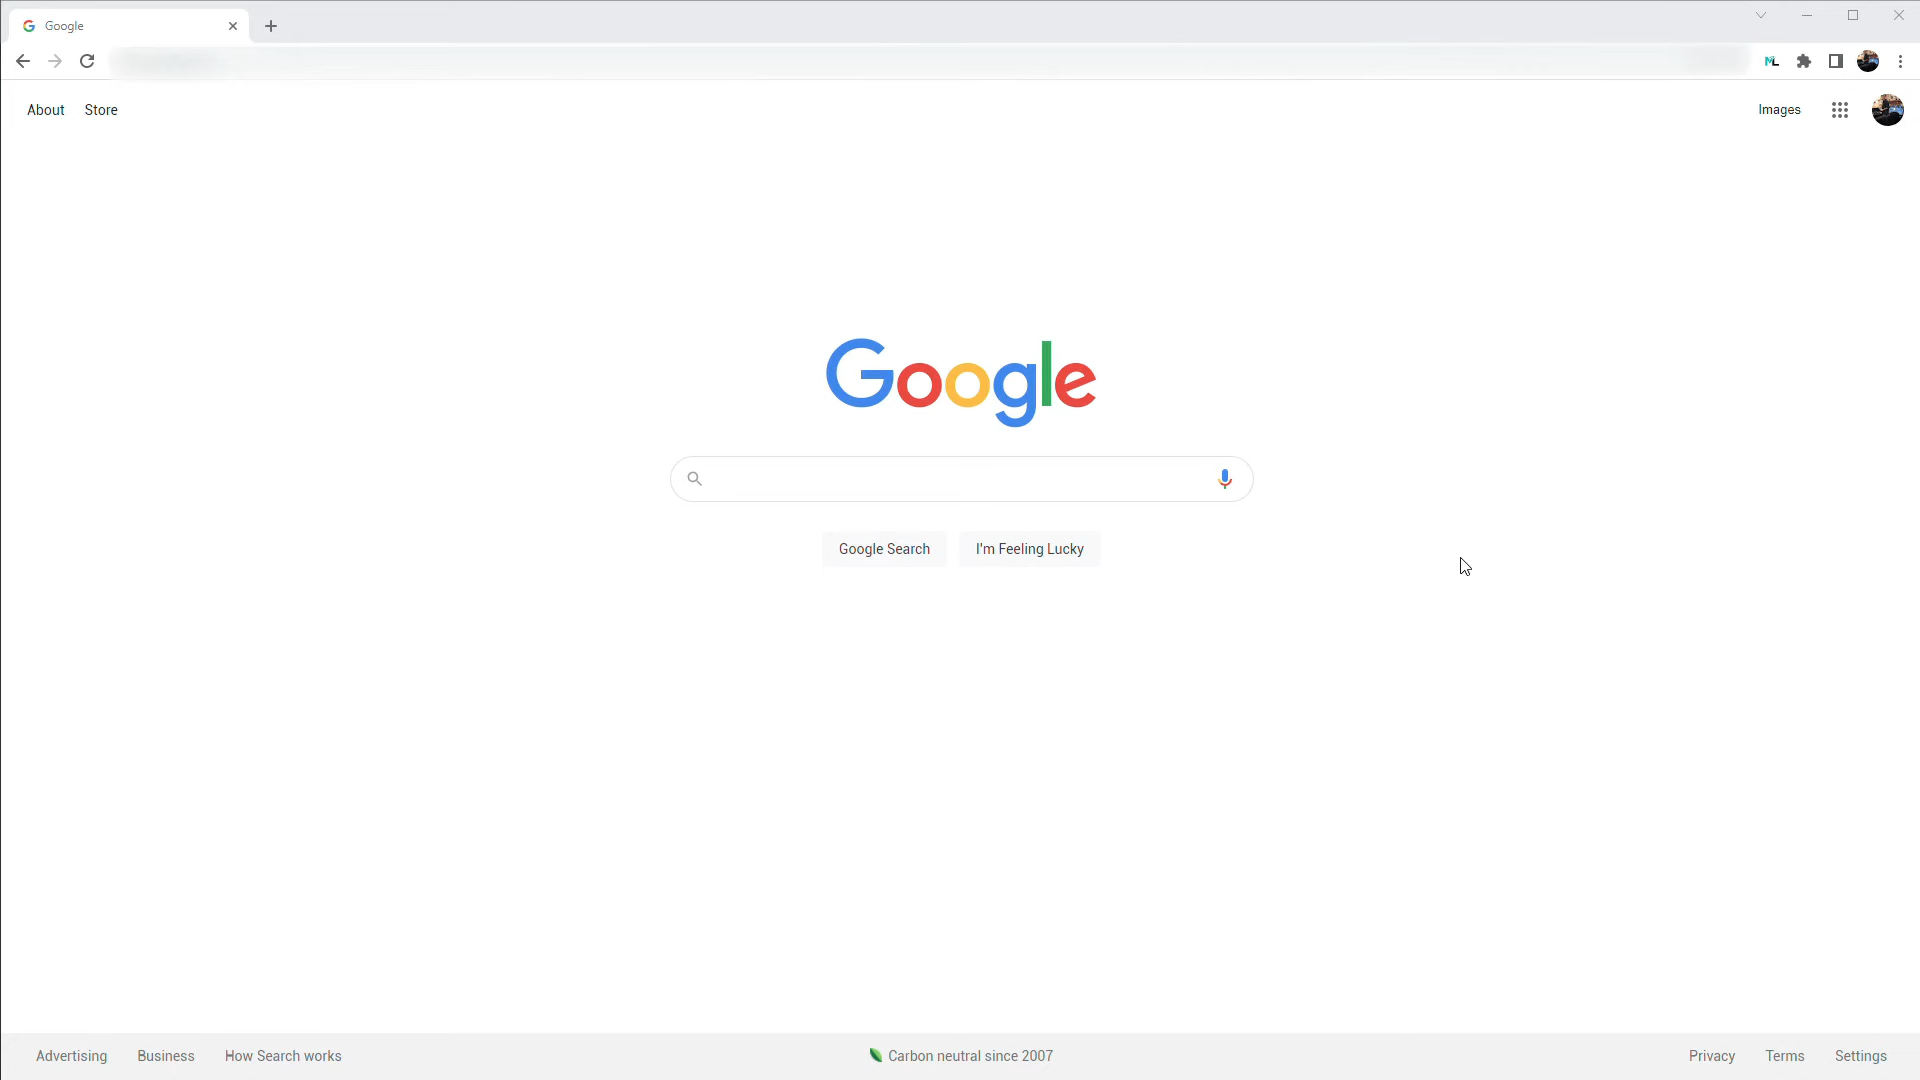 Google
About Store
Images
Google
Google Search
I'm Feeling Lucky
Advertising Business How Search works
Carbon neutral since 2007
Privacy Terms Settings